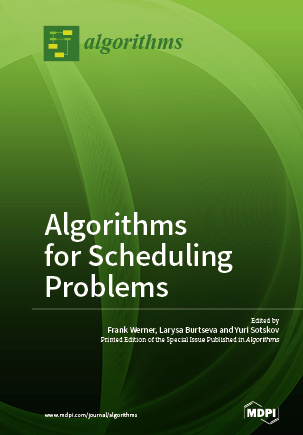 algorithms
Algorithms
for Scheduling
Problems
Edited by
Frank Werner, Larysa Burtseva and Yuri Sotskov
Printed Edition of the Special Issue Published in Algorithms
www.mdpi.com/journal/algorithms
MDPI